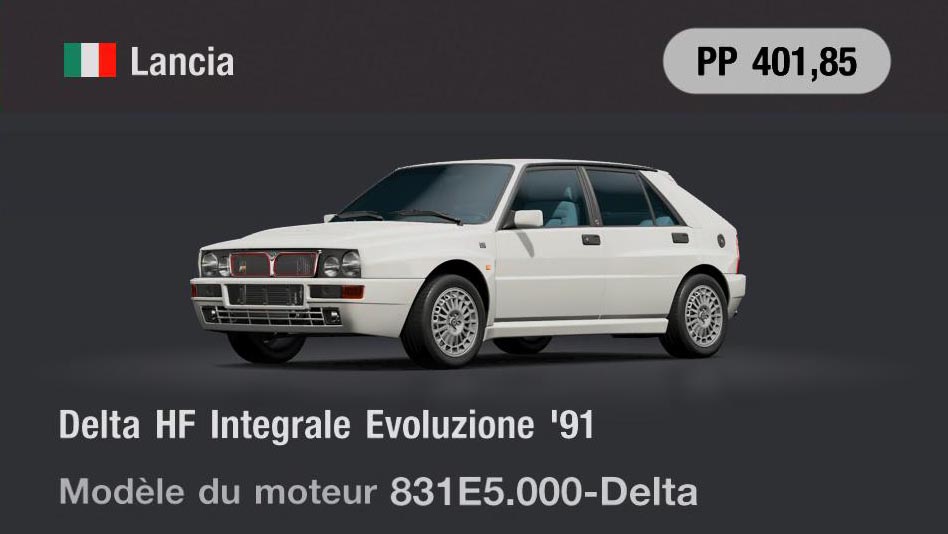 Lancia
PP 401,85
Delta HF Integrale Evoluzione '91
Modèle du moteur 831E5.000-Delta